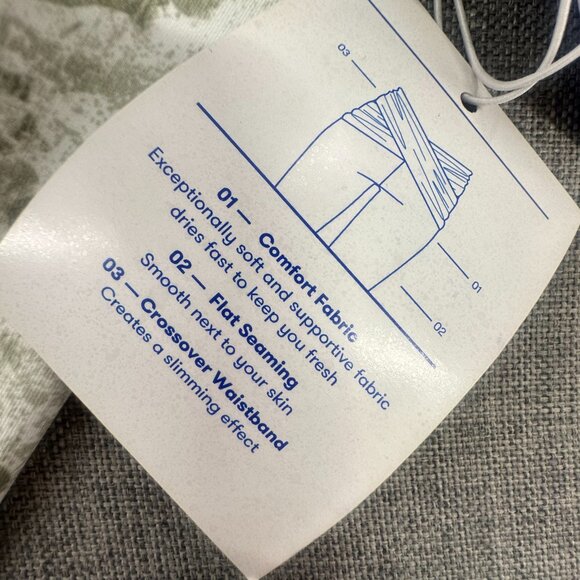 03
01
02
01 — Comfort Fabric
Exceptionally soft and supportive fabric
dries fast to keep you fresh
02 — Flat Seaming
Smooth next to your skin
03 — Crossover Waistband
Creates a slimming effect